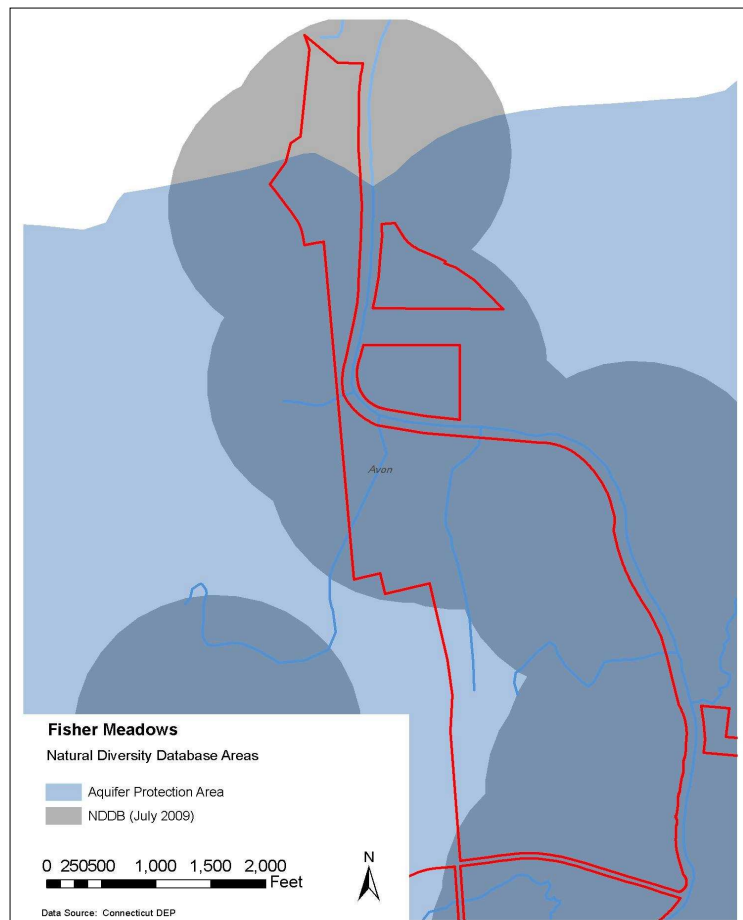 Avon
Fisher Meadows
Natural Diversity Database Areas
Aquifer Protection Area
NDDB (July 2009)
0 250500 1,000 1,500 2,000
Feet
N
Data Source: Connecticut DEP